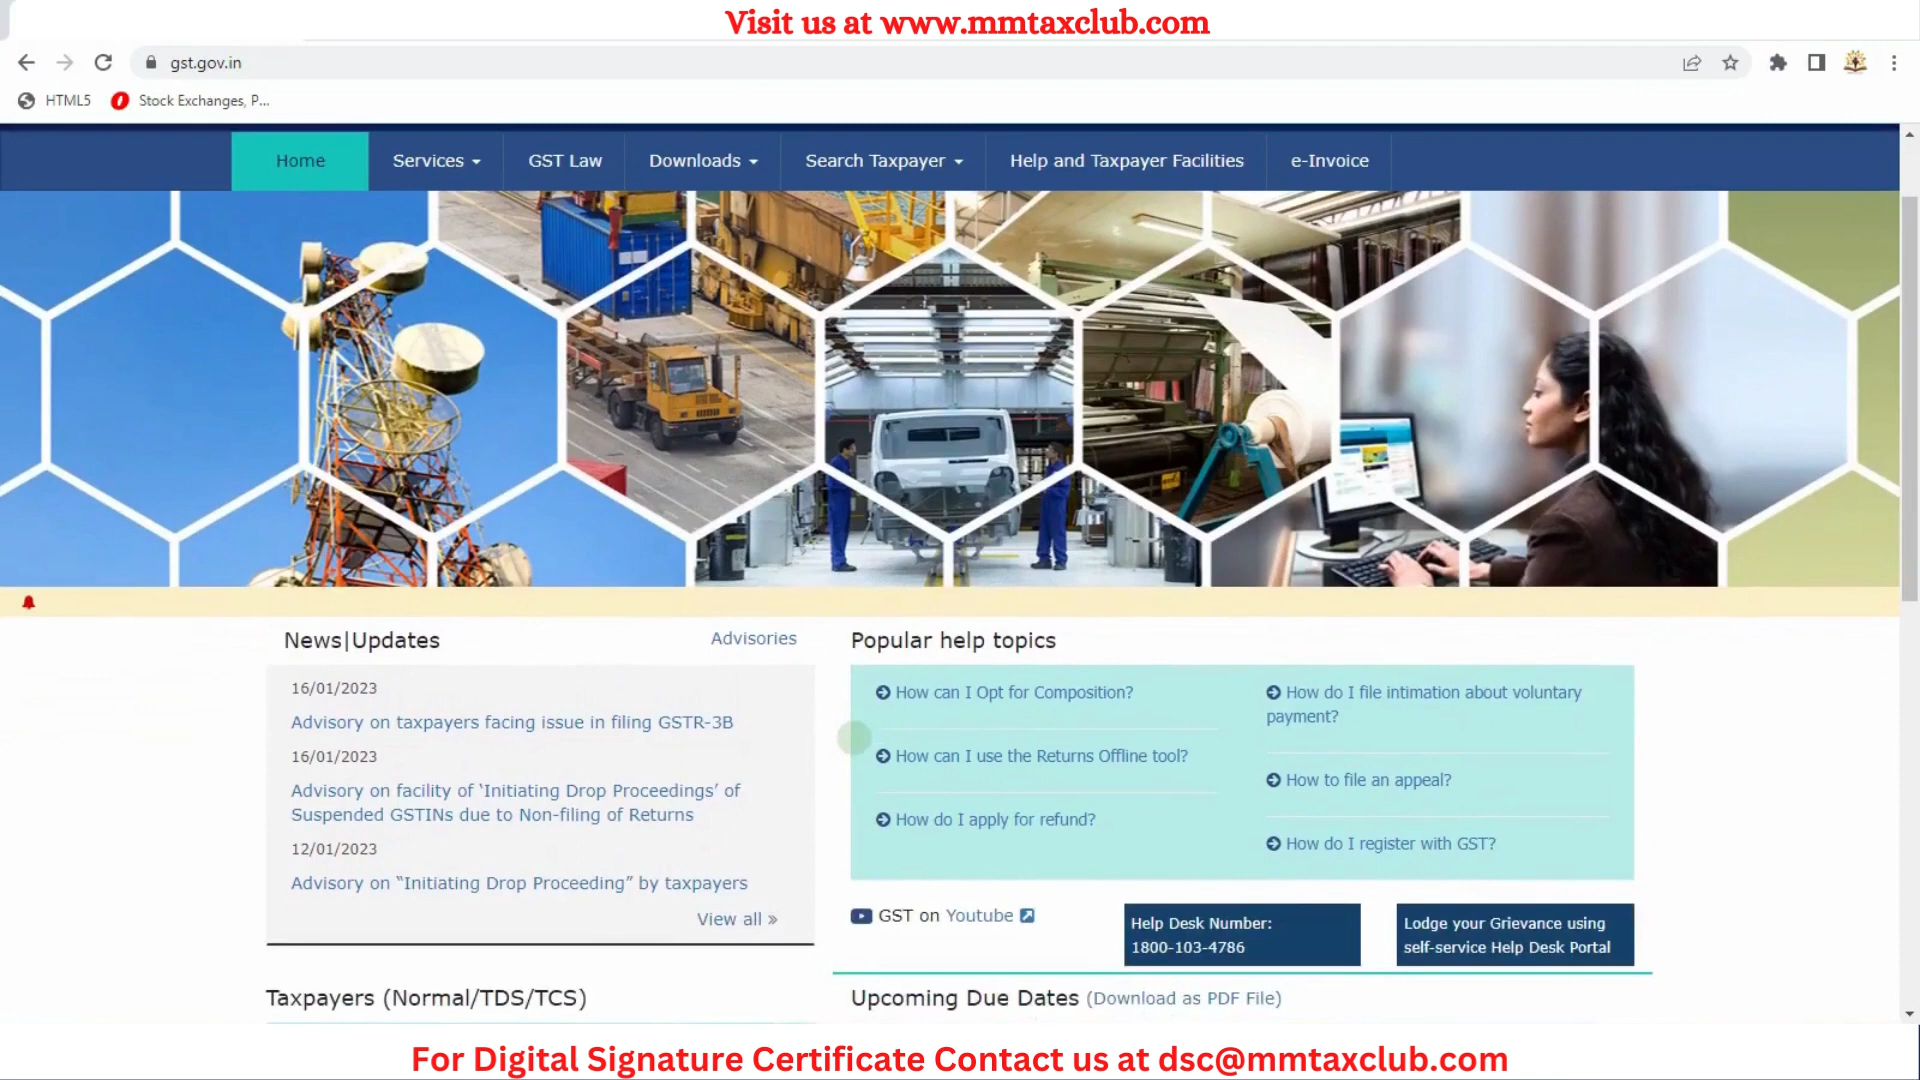 Visit us at www.mmtaxclub.com
gst.gov.in
HTML5
Stock Exchanges, P...
Home
Services
GST Law
Downloads
Search Taxpayer
Help and Taxpayer Facilities
e-Invoice
News|Updates
Advisories
16/01/2023
Advisory on taxpayers facing issue in filing GSTR-3B
16/01/2023
Advisory on facility of ‘Initiating Drop Proceedings’ of
Suspended GSTINs due to Non-filing of Returns
12/01/2023
Advisory on “Initiating Drop Proceeding” by taxpayers
View all »
Popular help topics
How can I Opt for Composition?
How can I use the Returns Offline tool?
How do I apply for refund?
How do I file intimation about voluntary
payment?
How to file an appeal?
How do I register with GST?
GST on Youtube
Help Desk Number:
1800-103-4786
Lodge your Grievance using
self-service Help Desk Portal
Taxpayers (Normal/TDS/TCS)
Upcoming Due Dates (Download as PDF File)
For Digital Signature Certificate Contact us at dsc@mmtaxclub.com